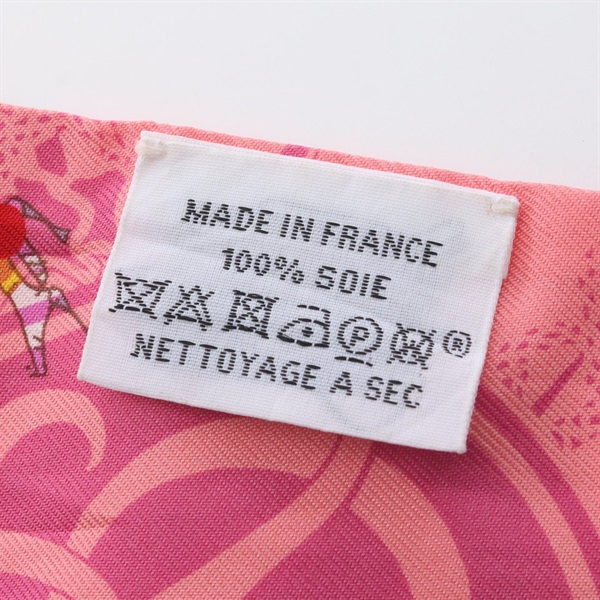 MADE IN FRANCE
100% SOIE
P W ®
NETTOYAGE A SEC